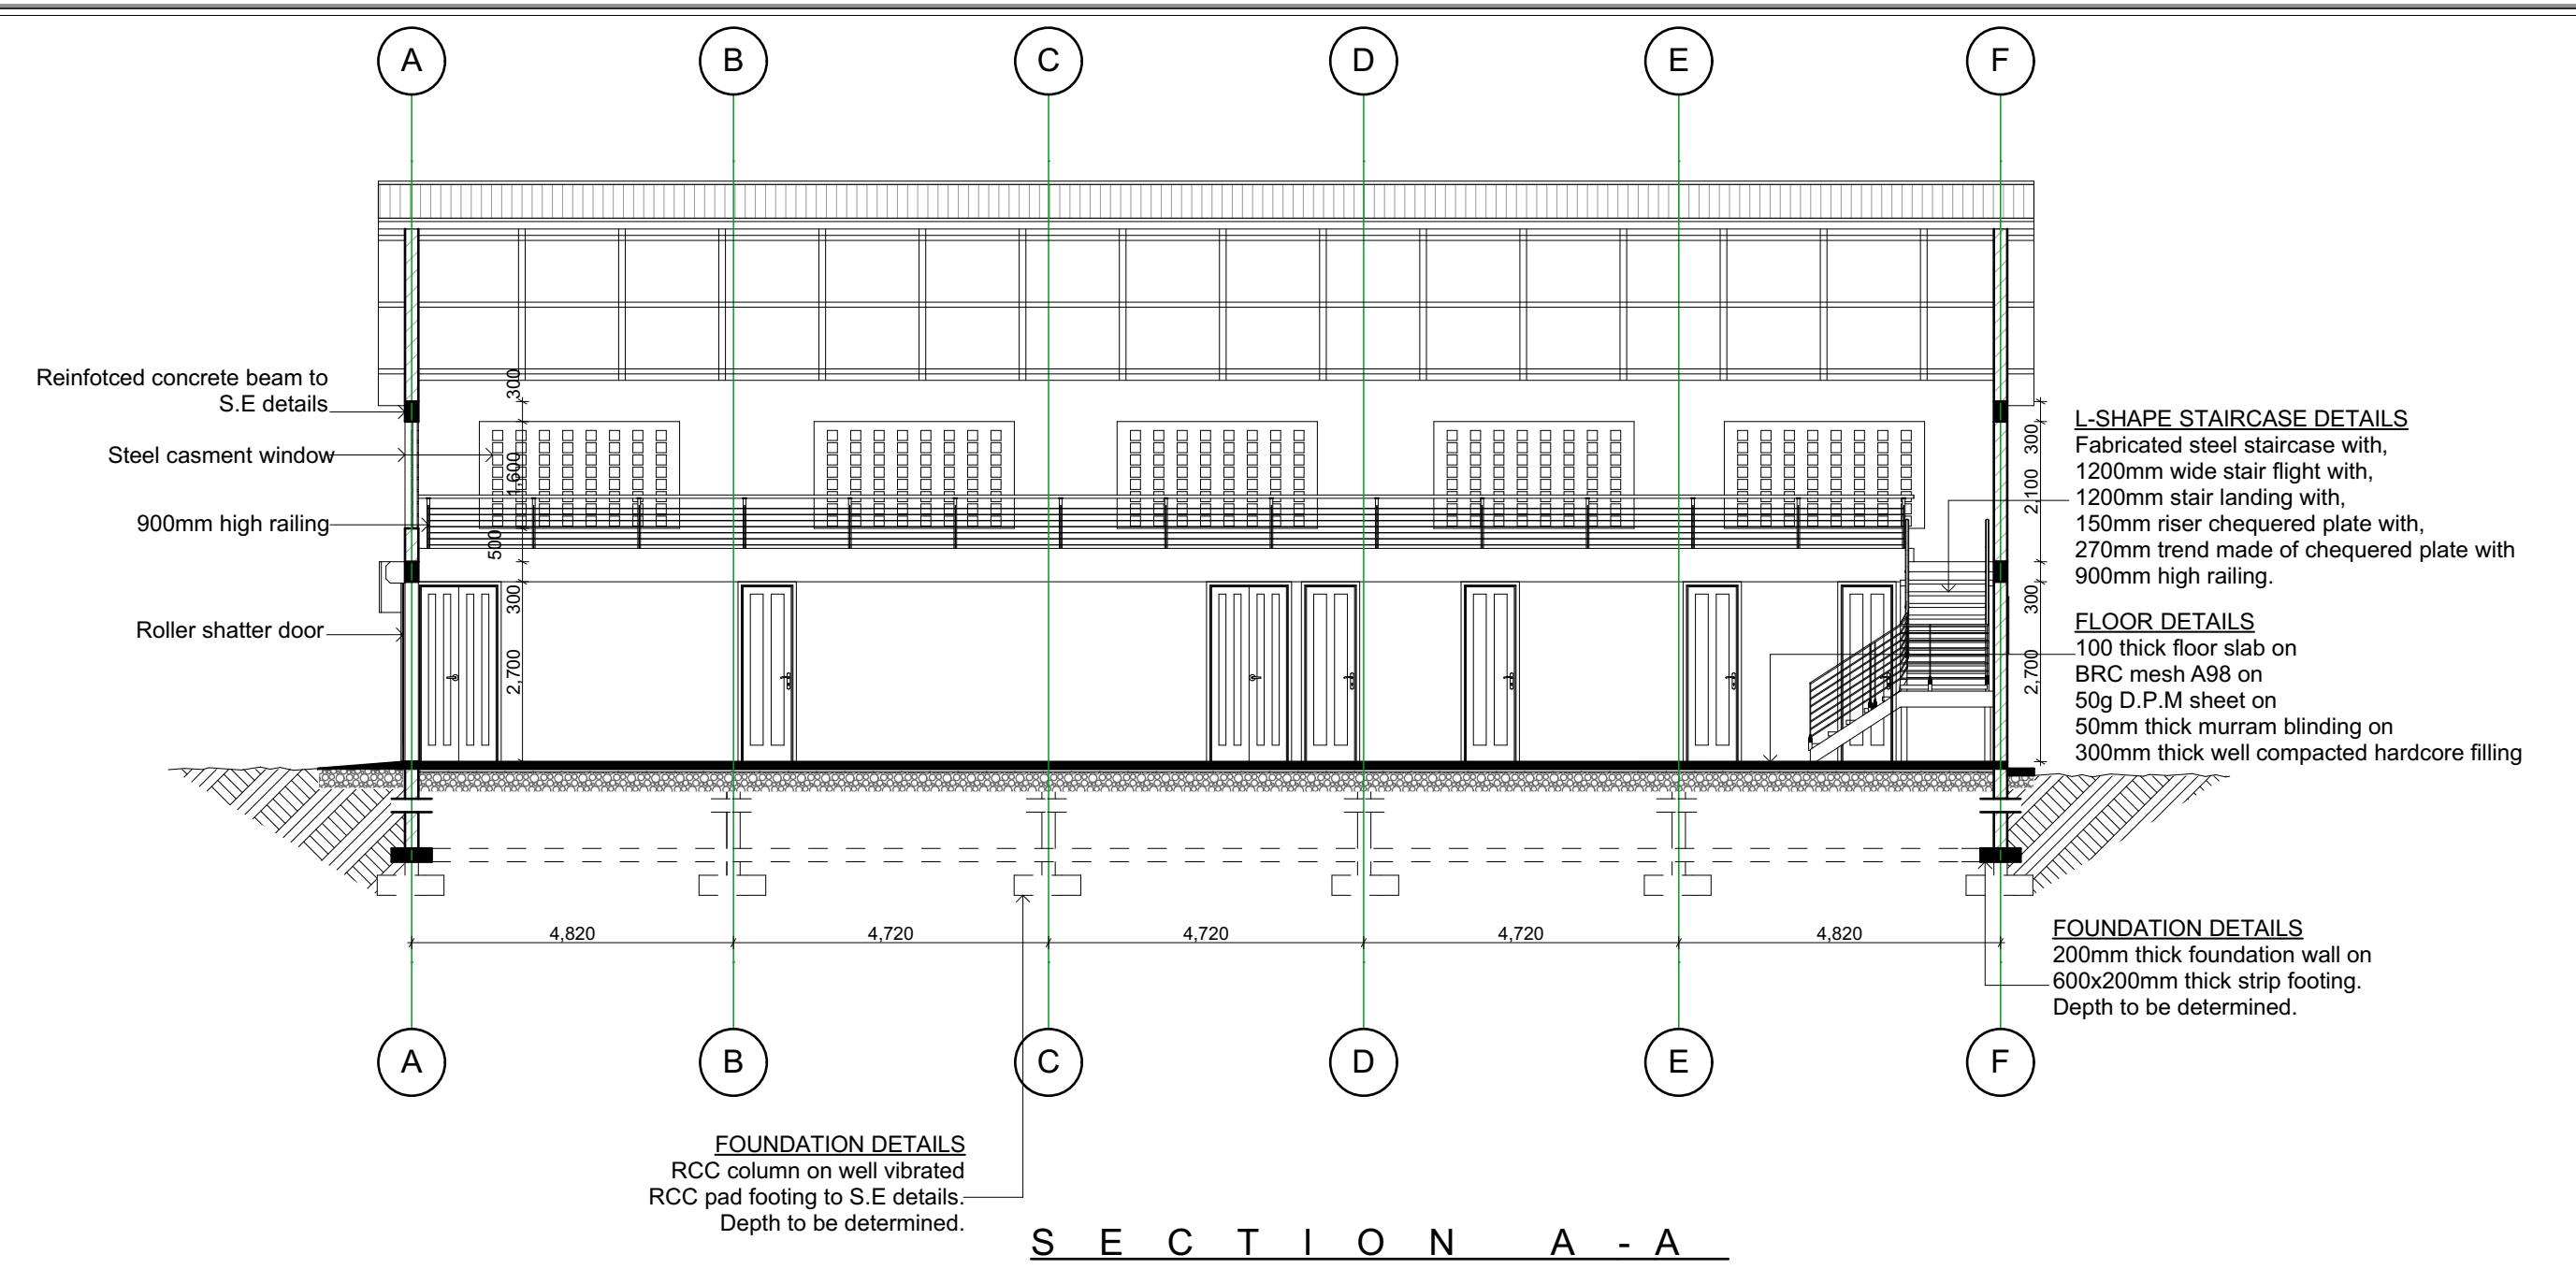 A B C D E F
Reinfotced concrete beam to
S.E details
Steel casment window
900mm high railing
Roller shatter door
300
1,600
500
300
2,700
300
2,100
300
2,700
L-SHAPE STAIRCASE DETAILS
Fabricated steel staircase with,
1200mm wide stair flight with,
1200mm stair landing with,
150mm riser chequered plate with,
270mm trend made of chequered plate with
900mm high railing.
FLOOR DETAILS
100 thick floor slab on
BRC mesh A98 on
50g D.P.M sheet on
50mm thick murram blinding on
300mm thick well compacted hardcore filling
4,820 4,720 4,720 4,720 4,820
FOUNDATION DETAILS
200mm thick foundation wall on
600x200mm thick strip footing.
Depth to be determined.
A B C D E F
FOUNDATION DETAILS
RCC column on well vibrated
RCC pad footing to S.E details.
Depth to be determined.
SECTION A-A